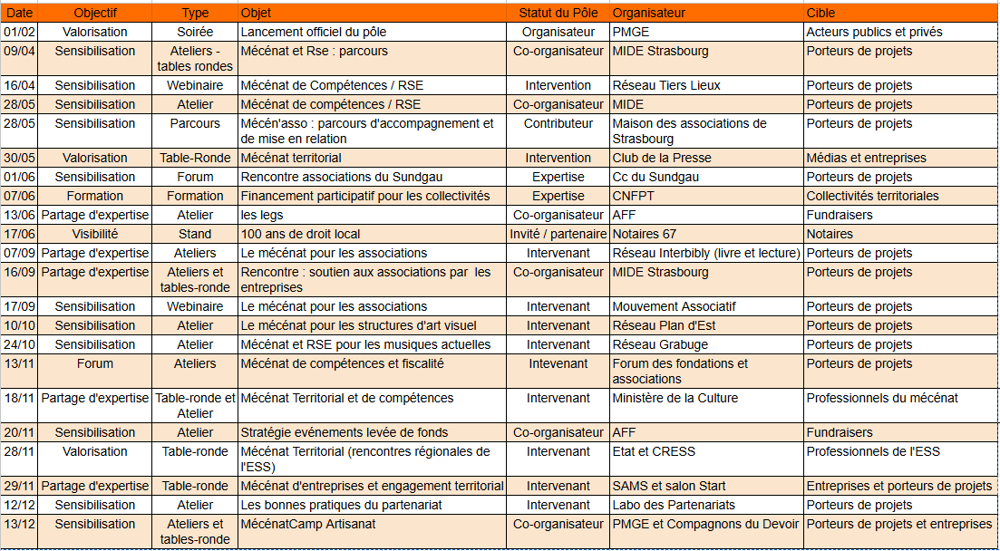 Date Objectif Type Objet Statut du Pôle Organisateur Cible
01/02 Valorisation Soirée Lancement officiel du pôle Organisateur PMGE Acteurs publics et privés
09/04 Sensibilisation Ateliers - Mécénat et Rse : parcours Co-organisateur MIDE Strasbourg Porteurs de projets
tables rondes
16/04 Sensibilisation Webinaire Mécénat de Compétences / RSE Intervention Réseau Tiers Lieux Porteurs de projets
28/05 Sensibilisation Atelier Mécénat de compétences / RSE Co-organisateur MIDE Porteurs de projets
28/05 Sensibilisation Parcours Mécén'asso : parcours d'accompagnement et Contributeur Maison des associations de Porteurs de projets
de mise en relation Strasbourg
30/05 Valorisation Table-Ronde Mécénat territorial Intervention Club de la Presse Médias et entreprises
01/06 Sensibilisation Forum Rencontre associations du Sundgau Expertise Cc du Sundgau Porteurs de projets
07/06 Formation Formation Financement participatif pour les collectivités Expertise CNFPT Collectivités territoriales
13/06 Partage d'expertise Atelier les legs Co-organisateur AFF Fundraisers
17/06 Visibilité Stand 100 ans de droit local Invité / partenaire Notaires 67 Notaires
07/09 Partage d'expertise Ateliers Le mécénat pour les associations Intervenant Réseau Interbibly (livre et lecture) Porteurs de projets
16/09 Partage d'expertise Ateliers et Rencontre : soutien aux associations par les Co-organisateur MIDE Strasbourg Porteurs de projets
tables-ronde entreprises
17/09 Sensibilisation Webinaire Le mécénat pour les associations Intervenant Mouvement Associatif Porteurs de projets
10/10 Sensibilisation Atelier Le mécénat pour les structures d'art visuel Intervenant Réseau Plan d'Est Porteurs de projets
24/10 Sensibilisation Atelier Mécénat et RSE pour les musiques actuelles Intervenant Réseau Grabuge Porteurs de projets
13/11 Forum Ateliers Mécénat de compétences et fiscalité Intevenant Forum des fondations et Porteurs de projets
associations
18/11 Partage d'expertise Table-ronde et Mécénat Territorial et de compétences Intervenant Ministère de la Culture Professionnels du mécénat
Atelier
20/11 Sensibilisation Atelier Stratégie evénements levée de fonds Co-organisateur AFF Fundraisers
28/11 Valorisation Table-ronde Mécénat Territorial (rencontres régionales de Intervenant Etat et CRESS Professionnels de l'ESS
l'ESS)
29/11 Partage d'expertise Table-ronde Mécénat d'entreprises et engagement territorial Intervenant SAMS et salon Start Entreprises et porteurs de projets
12/12 Sensibilisation Atelier Les bonnes pratiques du partenariat Intervenant Labo des Partenariats Porteurs de projets
13/12 Sensibilisation Ateliers et MécénatCamp Artisanat Co-organisateur PMGE et Compagnons du Devoir Porteurs de projets et entreprises
tables-ronde